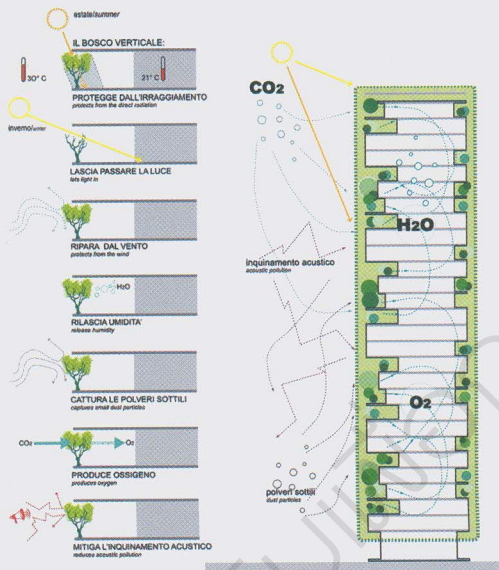 estate/summer
IL BOSCO VERTICALE:
30° C
21° C
PROTEGGE DALL'IRRAGGIAMENTO
protects from the direct radiation
inverno/winter
LASCIA PASSARE LA LUCE
lets light in
RIPARA DAL VENTO
protects from the wind
H2O
RILASCIA UMIDITA'
release humidity
CATTURA LE POLVERI SOTTILI
captures small dust particles
CO2
O2
PRODUCE OSSIGENO
producers oxygen
MITIGA L'INQUINAMENTO ACUSTICO
reduces acoustic pollution
CO2
H2O
inquinamento acustico
acoustic pollution
O2
polveri sottili
dust particles